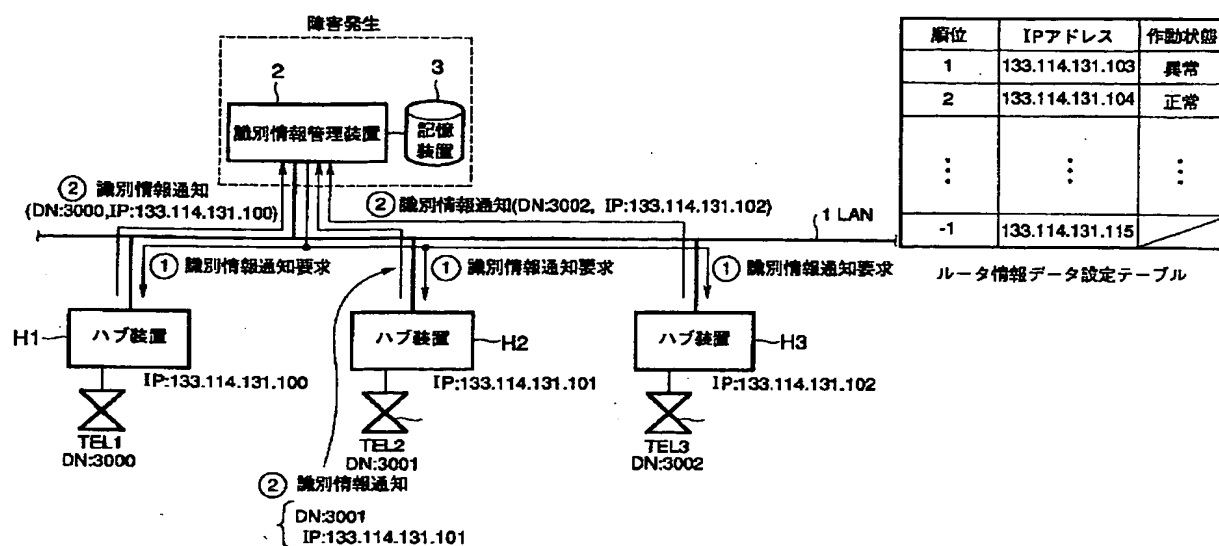 障害発生
2
3
識別情報管理装置
記憶
装置
② 識別情報通知
{DN:3000,IP:133.114.131.100}
② 識別情報通知(DN:3002, IP:133.114.131.102}
1 LAN
① 識別情報通知要求
① 識別情報通知要求
① 識別情報通知要求
H1
ハブ装置
IP:133.114.131.100
TEL1
DN:3000
ハブ装置
H2
IP:133.114.131.101
TEL2
DN:3001
ハブ装置
H3
IP:133.114.131.102
TEL3
DN:3002
② 識別情報通知
{DN:3001
IP:133.114.131.101
順位 IPアドレス 作動状態
1 133.114.131.103 異常
2 133.114.131.104 正常
⋮ ⋮ ⋮
-1 133.114.131.115
ルータ情報データ設定テーブル